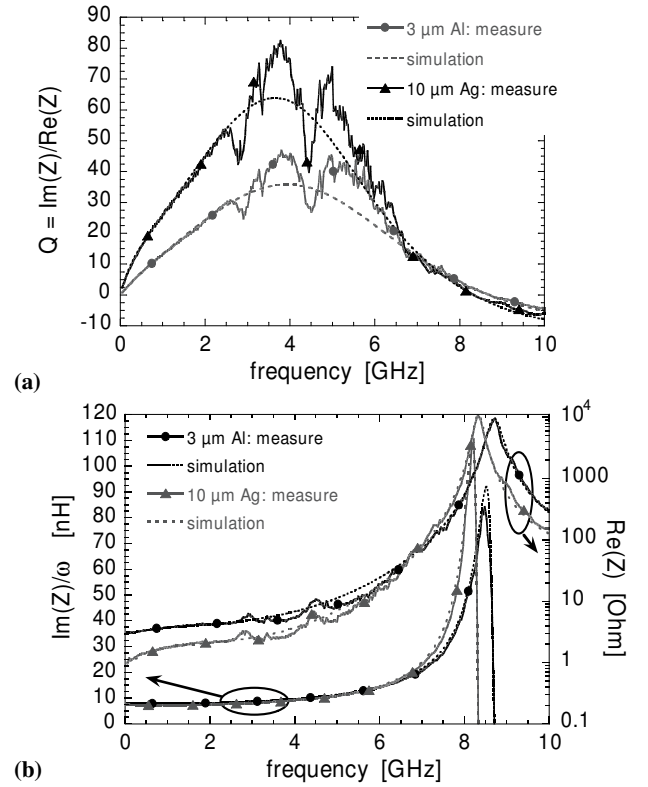 90
80
70
60
50
40
30
20
10
0
-10
Q = Im(Z)/Re(Z)
3 μm Al: measure
simulation
10 μm Ag: measure
simulation
0 2 4 6 8 10
frequency [GHz]
(a)
120
110
100
90
80
70
60
50
40
30
20
10
0
Im(Z)/ω [nH]
3 μm Al: measure
simulation
10 μm Ag: measure
simulation
10^4
1000
100
10
1
0.1
Re(Z) [Ohm]
0 2 4 6 8 10
frequency [GHz]
(b)